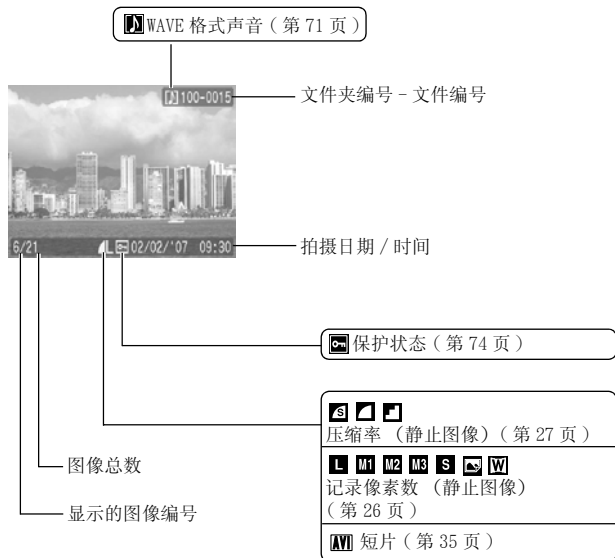 WAVE 格式声音（第 71 页）
100-0015
文件夹编号－文件编号
6/21 L 02/02/'07 09:30
拍摄日期/时间
保护状态（第 74 页）
S
压缩率 （静止图像）（第 27 页）
L M1 M2 M3 S W
记录像素数 （静止图像）
（第 26 页）
AVI 短片（第 35 页）
图像总数
显示的图像编号